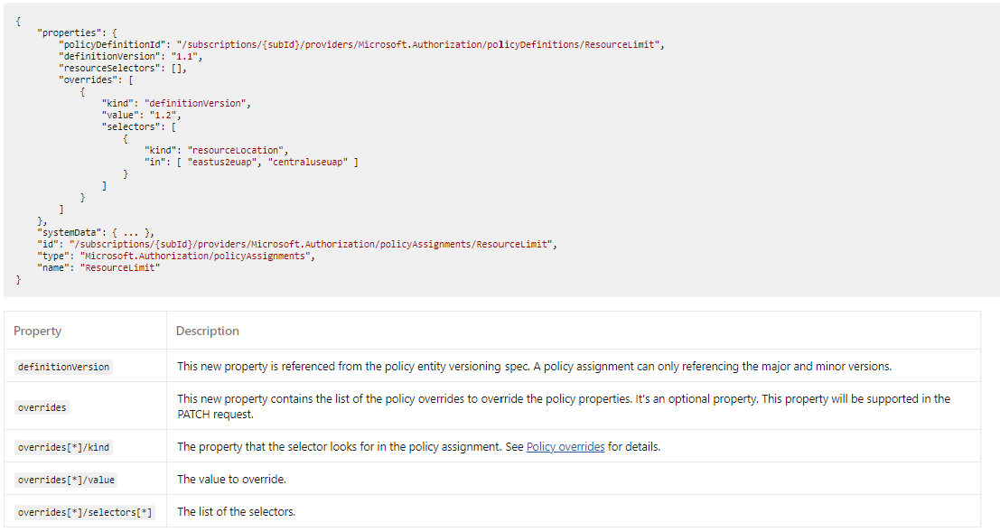 {
    "properties": {
        "policyDefinitionId": "/subscriptions/{subId}/providers/Microsoft.Authorization/policyDefinitions/ResourceLimit",
        "definitionVersion": "1.1",
        "resourceSelectors": [],
        "overrides": [
            {
                "kind": "definitionVersion",
                "value": "1.2",
                "selectors": [
                    {
                        "kind": "resourceLocation",
                        "in": [ "eastus2euap", "centraluseuap" ]
                    }
                ]
            }
        ]
    },
    "systemData": { ... },
    "id": "/subscriptions/{subId}/providers/Microsoft.Authorization/policyAssignments/ResourceLimit",
    "type": "Microsoft.Authorization/policyAssignments",
    "name": "ResourceLimit"
}
Property Description
definitionVersion This new property is referenced from the policy entity versioning spec. A policy assignment can only referencing the major and minor versions.
overrides This new property contains the list of the policy overrides to override the policy properties. It's an optional property. This property will be supported in the
PATCH request.
overrides[*]/kind The property that the selector looks for in the policy assignment. See Policy overrides for details.
overrides[*]/value The value to override.
overrides[*]/selectors[*] The list of the selectors.